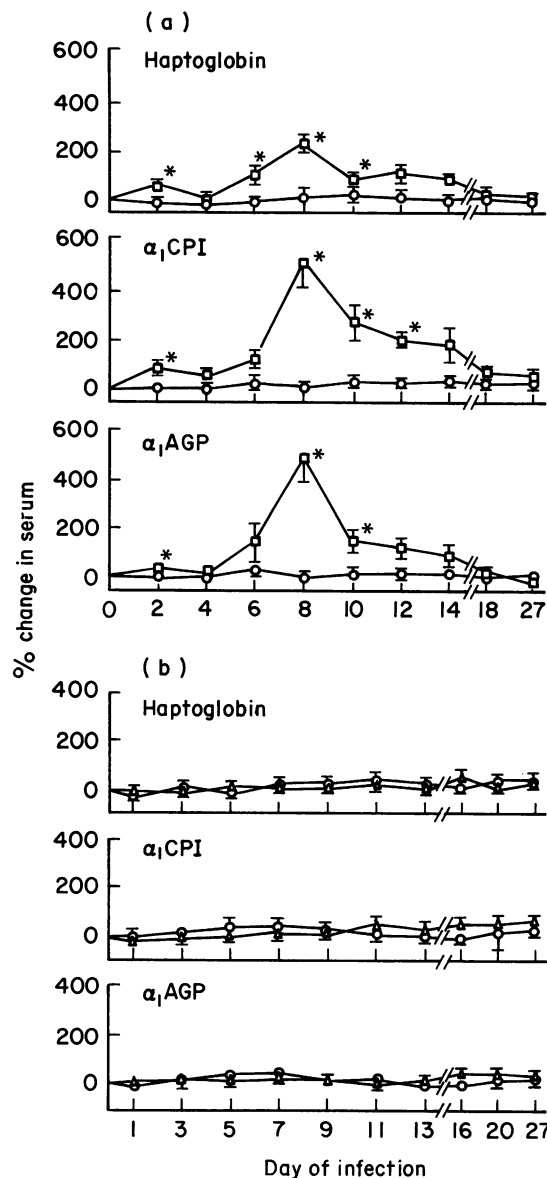 (a)
600
Haptoglobin
400
200
0
* * * *
600
α₁CPI
400
200
0
* * * *
600
α₁AGP
400
200
0
* * *
0 2 4 6 8 10 12 14 18 27
% change in serum
(b)
400
Haptoglobin
200
0
400
α₁CPI
200
0
400
α₁AGP
200
0
1 3 5 7 9 11 13 16 20 27
Day of infection